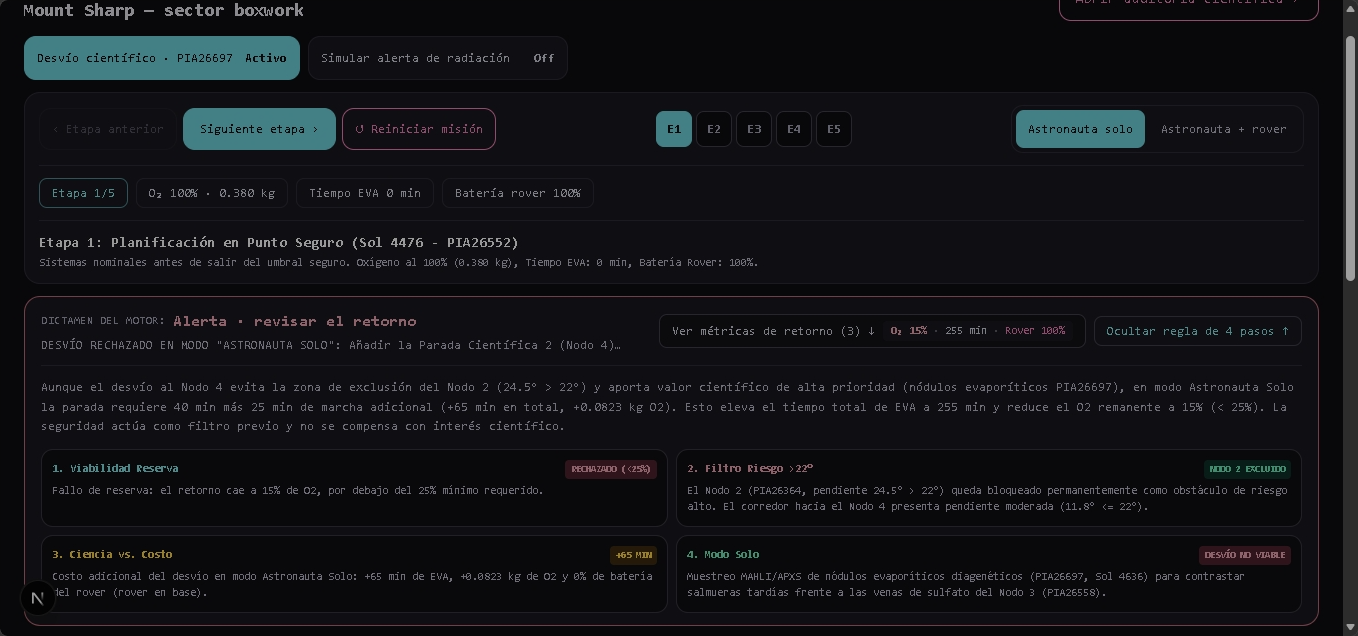 Mount Sharp — sector boxwork
Abrir auditoría científica ›
Desvío científico · PIA26697 Activo
Simular alerta de radiación Off
‹ Etapa anterior
Siguiente etapa ›
↺ Reiniciar misión
E1 E2 E3 E4 E5
Astronauta solo
Astronauta + rover
Etapa 1/5
O₂ 100% · 0.380 kg
Tiempo EVA 0 min
Batería rover 100%
Etapa 1: Planificación en Punto Seguro (Sol 4476 - PIA26552)
Sistemas nominales antes de salir del umbral seguro. Oxígeno al 100% (0.380 kg), Tiempo EVA: 0 min, Batería Rover: 100%.
DICTAMEN DEL MOTOR: Alerta · revisar el retorno
DESVÍO RECHAZADO EN MODO "ASTRONAUTA SOLO": Añadir la Parada Científica 2 (Nodo 4)…
Ver métricas de retorno (3) ↓ O₂ 15% · 255 min · Rover 100%
Ocultar regla de 4 pasos ↑
Aunque el desvío al Nodo 4 evita la zona de exclusión del Nodo 2 (24.5° > 22°) y aporta valor científico de alta prioridad (nódulos evaporíticos PIA26697), en modo Astronauta Solo
la parada requiere 40 min más 25 min de marcha adicional (+65 min en total, +0.0823 kg O2). Esto eleva el tiempo total de EVA a 255 min y reduce el O2 remanente a 15% (< 25%). La
seguridad actúa como filtro previo y no se compensa con interés científico.
1. Viabilidad Reserva
RECHAZADO (<25%)
Fallo de reserva: el retorno cae a 15% de O2, por debajo del 25% mínimo requerido.
2. Filtro Riesgo >22°
NODO 2 EXCLUIDO
El Nodo 2 (PIA26364, pendiente 24.5° > 22°) queda bloqueado permanentemente como obstáculo de riesgo
alto. El corredor hacia el Nodo 4 presenta pendiente moderada (11.8° <= 22°).
3. Ciencia vs. Costo
+65 MIN
Costo adicional del desvío en modo Astronauta Solo: +65 min de EVA, +0.0823 kg de O2 y 0% de batería
del rover (rover en base).
4. Modo Solo
DESVÍO NO VIABLE
Muestreo MAHLI/APXS de nódulos evaporíticos diagenéticos (PIA26697, Sol 4636) para contrastar
salmueras tardías frente a las venas de sulfato del Nodo 3 (PIA26558).
N